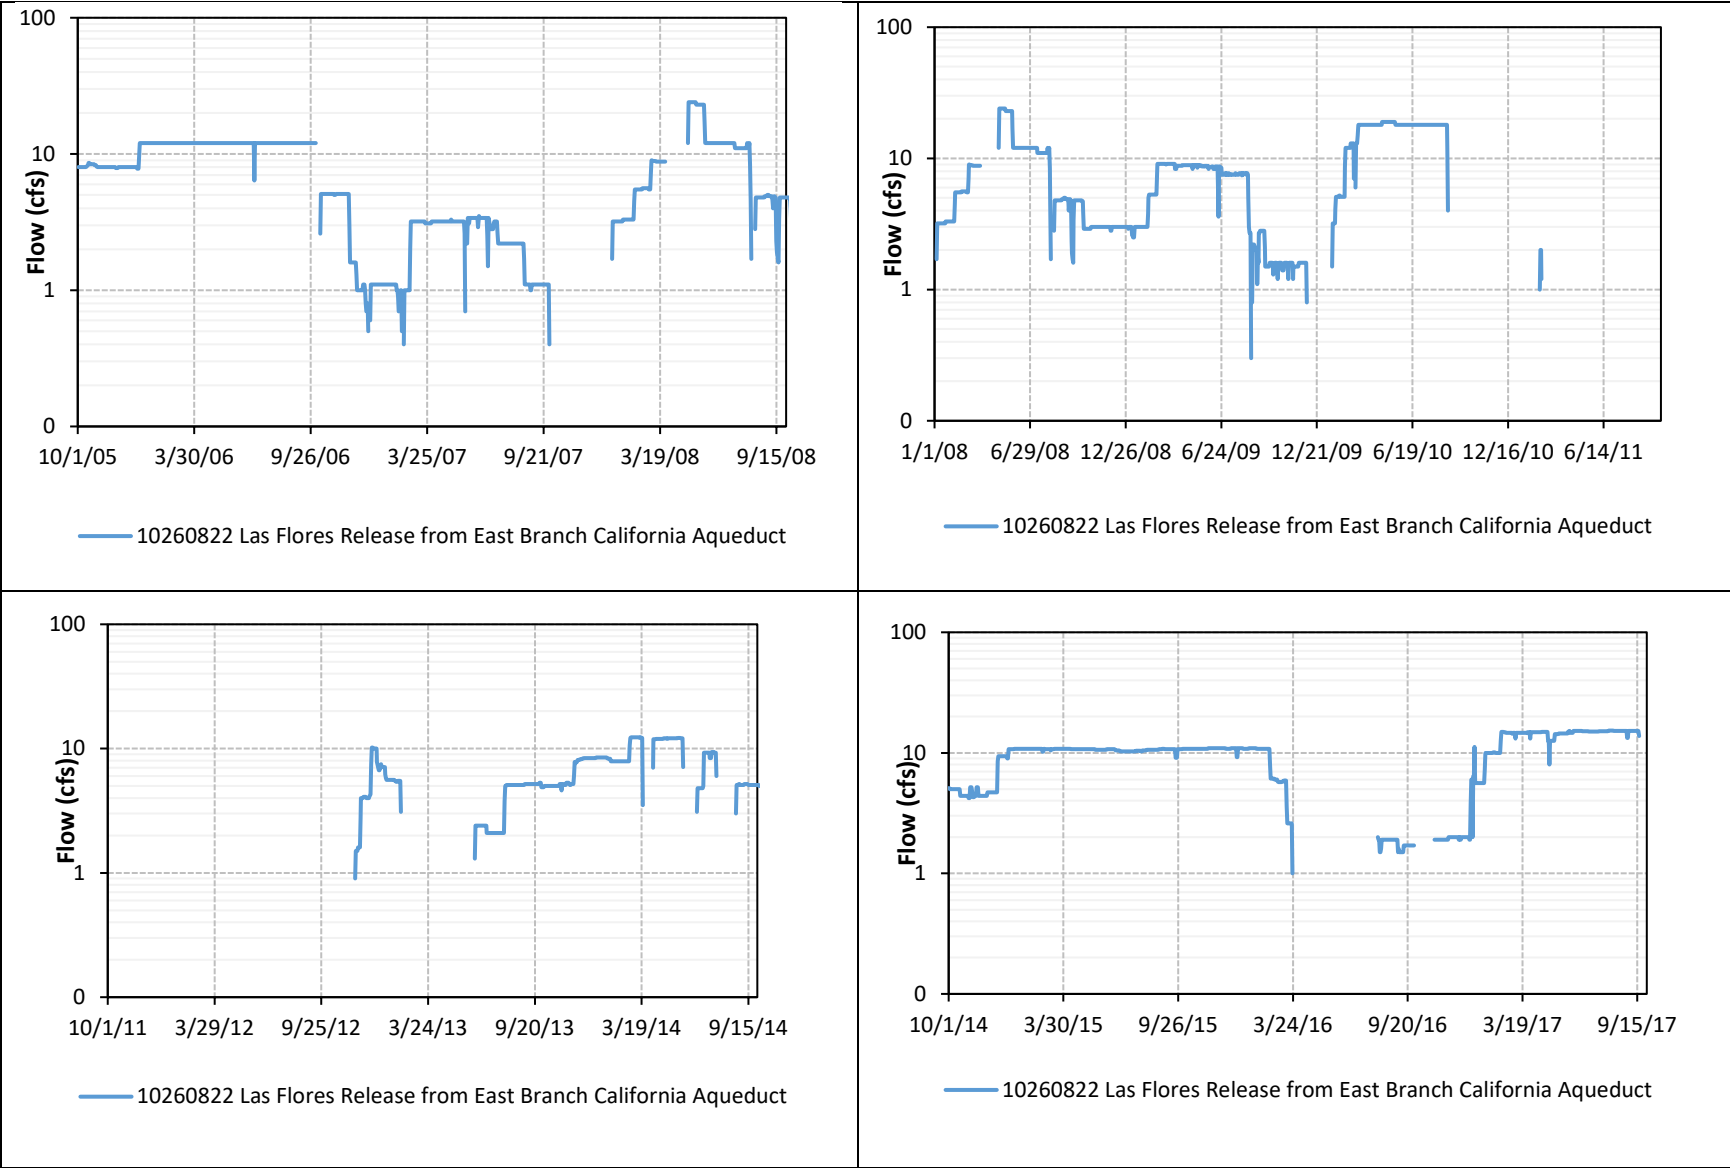 100
10
1
0
Flow (cfs)
10/1/05 3/30/06 9/26/06 3/25/07 9/21/07 3/19/08 9/15/08
10260822 Las Flores Release from East Branch California Aqueduct
100
10
1
0
Flow (cfs)
1/1/08 6/29/08 12/26/08 6/24/09 12/21/09 6/19/10 12/16/10 6/14/11
10260822 Las Flores Release from East Branch California Aqueduct
100
10
1
0
Flow (cfs)
10/1/11 3/29/12 9/25/12 3/24/13 9/20/13 3/19/14 9/15/14
10260822 Las Flores Release from East Branch California Aqueduct
100
10
1
0
Flow (cfs)
10/1/14 3/30/15 9/26/15 3/24/16 9/20/16 3/19/17 9/15/17
10260822 Las Flores Release from East Branch California Aqueduct